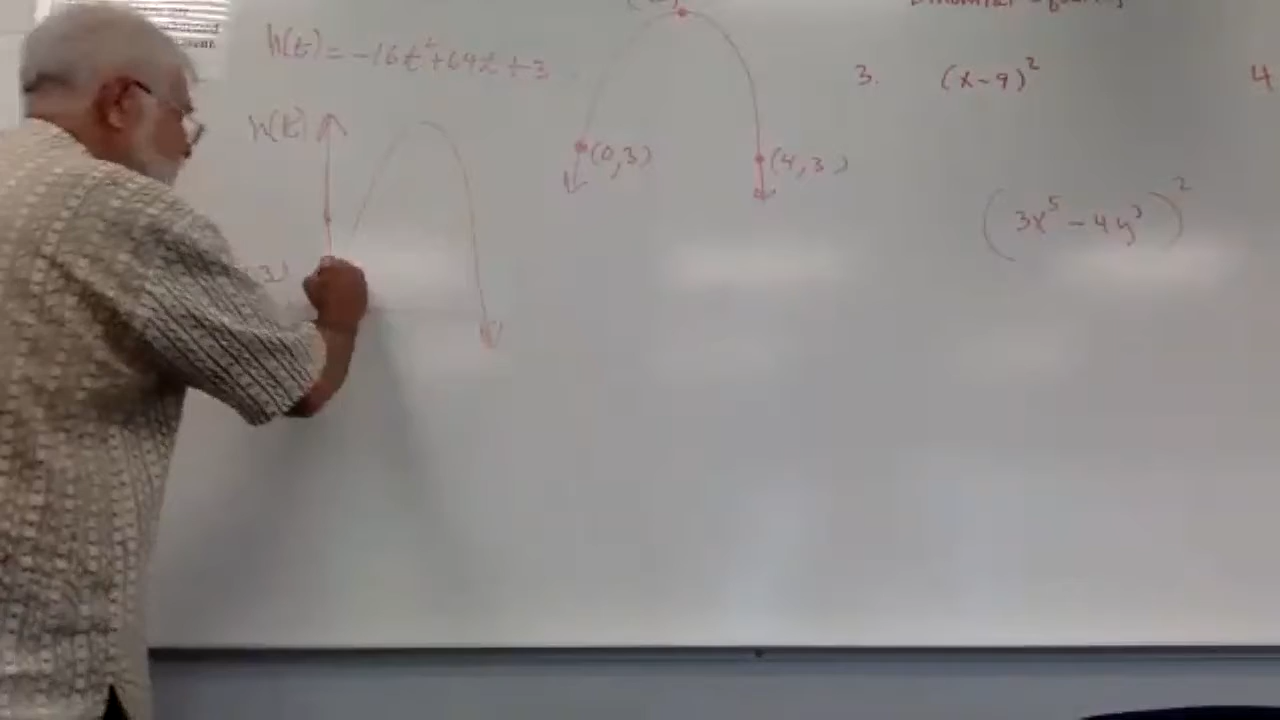 h(t) = -16t²+64t+3
h(t)
(0,3)
(4,3)
3. (x-9)²
4
(3x⁵-4y³)²